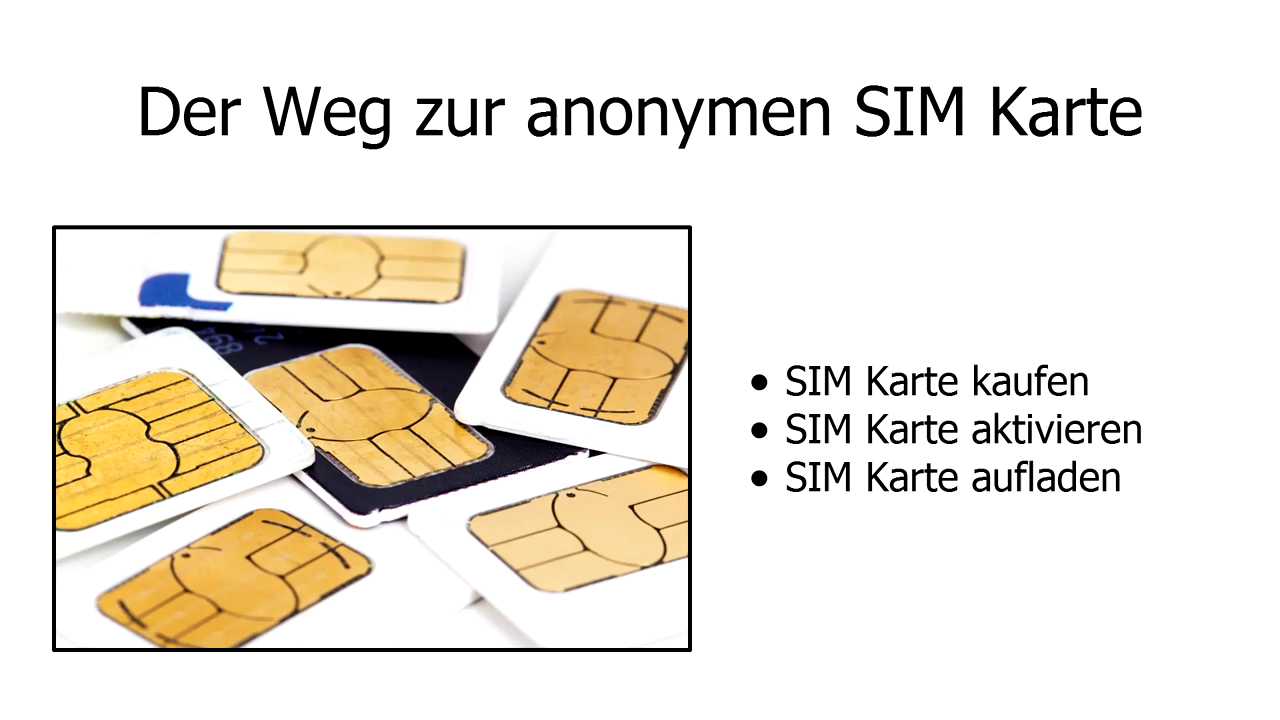 Der Weg zur anonymen SIM Karte
• SIM Karte kaufen
• SIM Karte aktivieren
• SIM Karte aufladen